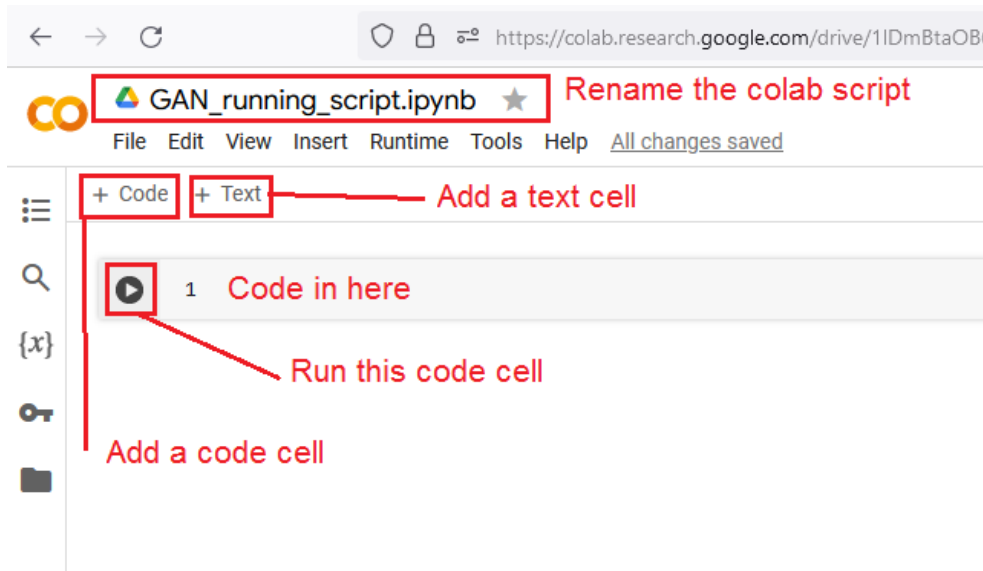 https://colab.research.google.com/drive/1IDmBtaOB
GAN_running_script.ipynb
Rename the colab script
File Edit View Insert Runtime Tools Help All changes saved
+ Code + Text
Add a text cell
1 Code in here
{x}
Run this code cell
Add a code cell